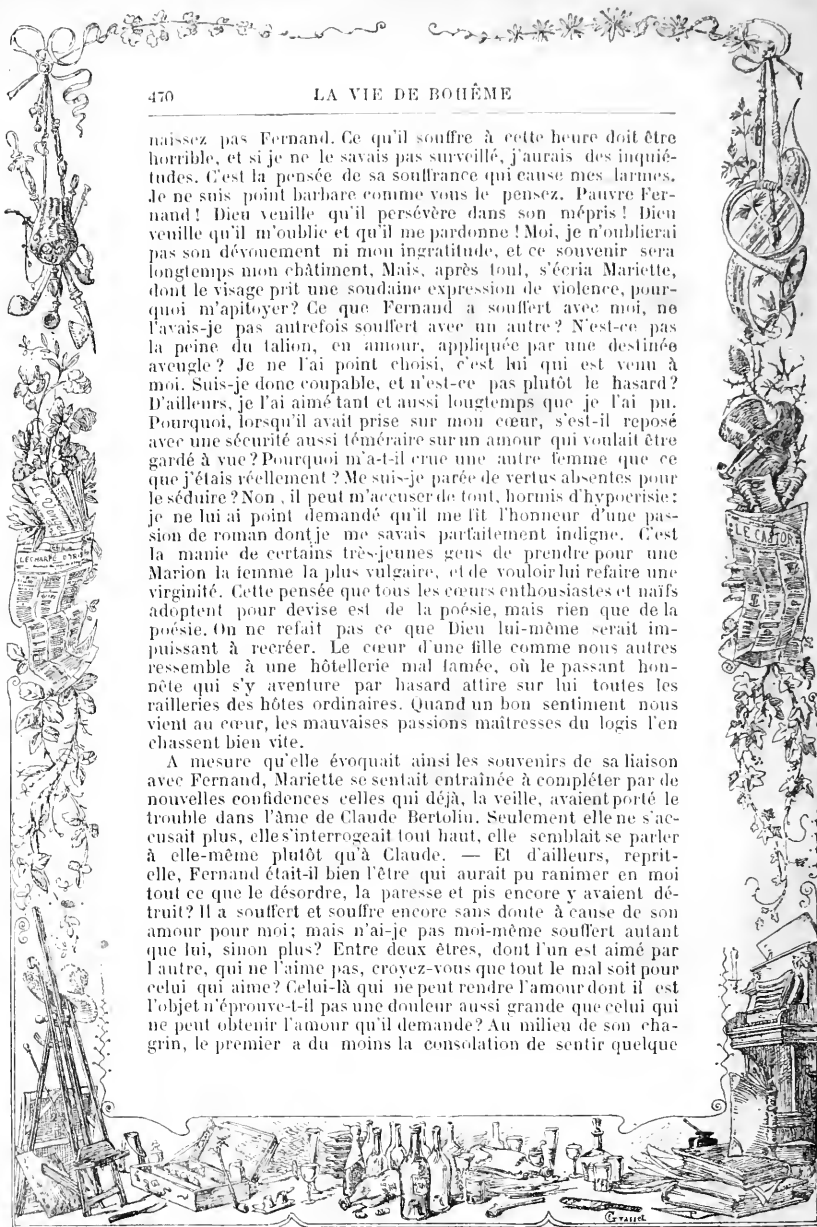 470 LA VIE DE BOHÊME
naissez pas Fernand. Ce qu'il souffre à cette heure doit être
horrible, et si je ne le savais pas surveillé, j'aurais des inquié-
tudes. C'est la pensée de sa souffrance qui cause mes larmes.
Je ne suis point barbare comme vous le pensez. Pauvre Fer-
nand ! Dieu veuille qu'il persévère dans son mépris ! Dieu
veuille qu'il m'oublie et qu'il me pardonne ! Moi, je n'oublierai
pas son dévouement ni mon ingratitude, et ce souvenir sera
longtemps mon châtiment, Mais, après tout, s'écria Mariette,
dont le visage prit une soudaine expression de violence, pour-
quoi m'apitoyer? Ce que Fernand a souffert avec moi, ne
l'avais-je pas autrefois souffert avec un autre? N'est-ce pas
la peine du talion, en amour, appliquée par une destinée
aveugle? Je ne l'ai point choisi, c'est lui qui est venu à
moi. Suis-je donc coupable, et n'est-ce pas plutôt le hasard?
D'ailleurs, je l'ai aimé tant et aussi longtemps que je l'ai pu.
Pourquoi, lorsqu'il avait prise sur mon cœur, s'est-il reposé
avec une sécurité aussi téméraire sur un amour qui voulait être
gardé à vue? Pourquoi m'a-t-il crue une autre femme que ce
que j'étais réellement ? Me suis-je parée de vertus absentes pour
le séduire ? Non , il peut m'accuser de tout, hormis d'hypocrisie :
je ne lui ai point demandé qu'il me fît l'honneur d'une pas-
sion de roman dont je me savais parfaitement indigne. C'est
la manie de certains très-jeunes gens de prendre pour une
Marion la femme la plus vulgaire, et de vouloir lui refaire une
virginité. Cette pensée que tous les cœurs enthousiastes et naïfs
adoptent pour devise est de la poésie, mais rien que de la
poésie. On ne refait pas ce que Dieu lui-même serait im-
puissant à recréer. Le cœur d'une fille comme nous autres
ressemble à une hôtellerie mal famée, où le passant hon-
nête qui s'y aventure par hasard attire sur lui toutes les
railleries des hôtes ordinaires. Quand un bon sentiment nous
vient au cœur, les mauvaises passions maîtresses du logis l'en
chassent bien vite.
A mesure qu'elle évoquait ainsi les souvenirs de sa liaison
avec Fernand, Mariette se sentait entraînée à compléter par de
nouvelles confidences celles qui déjà, la veille, avaient porté le
trouble dans l'âme de Claude Bertolin. Seulement elle ne s'ac-
cusait plus, elle s'interrogeait tout haut, elle semblait se parler
à elle-même plutôt qu'à Claude. — Et d'ailleurs, reprit-
elle, Fernand était-il bien l'être qui aurait pu ranimer en moi
tout ce que le désordre, la paresse et pis encore y avaient dé-
truit? Il a souffert et souffre encore sans doute à cause de son
amour pour moi; mais n'ai-je pas moi-même souffert autant
que lui, sinon plus? Entre deux êtres, dont l'un est aimé par
l'autre, qui ne l'aime pas, croyez-vous que tout le mal soit pour
celui qui aime? Celui-là qui ne peut rendre l'amour dont il est
l'objet n'éprouve-t-il pas une douleur aussi grande que celui qui
ne peut obtenir l'amour qu'il demande? Au milieu de son cha-
grin, le premier a du moins la consolation de sentir quelque
L'ECHARPE D'IRIS
LE CASTOR